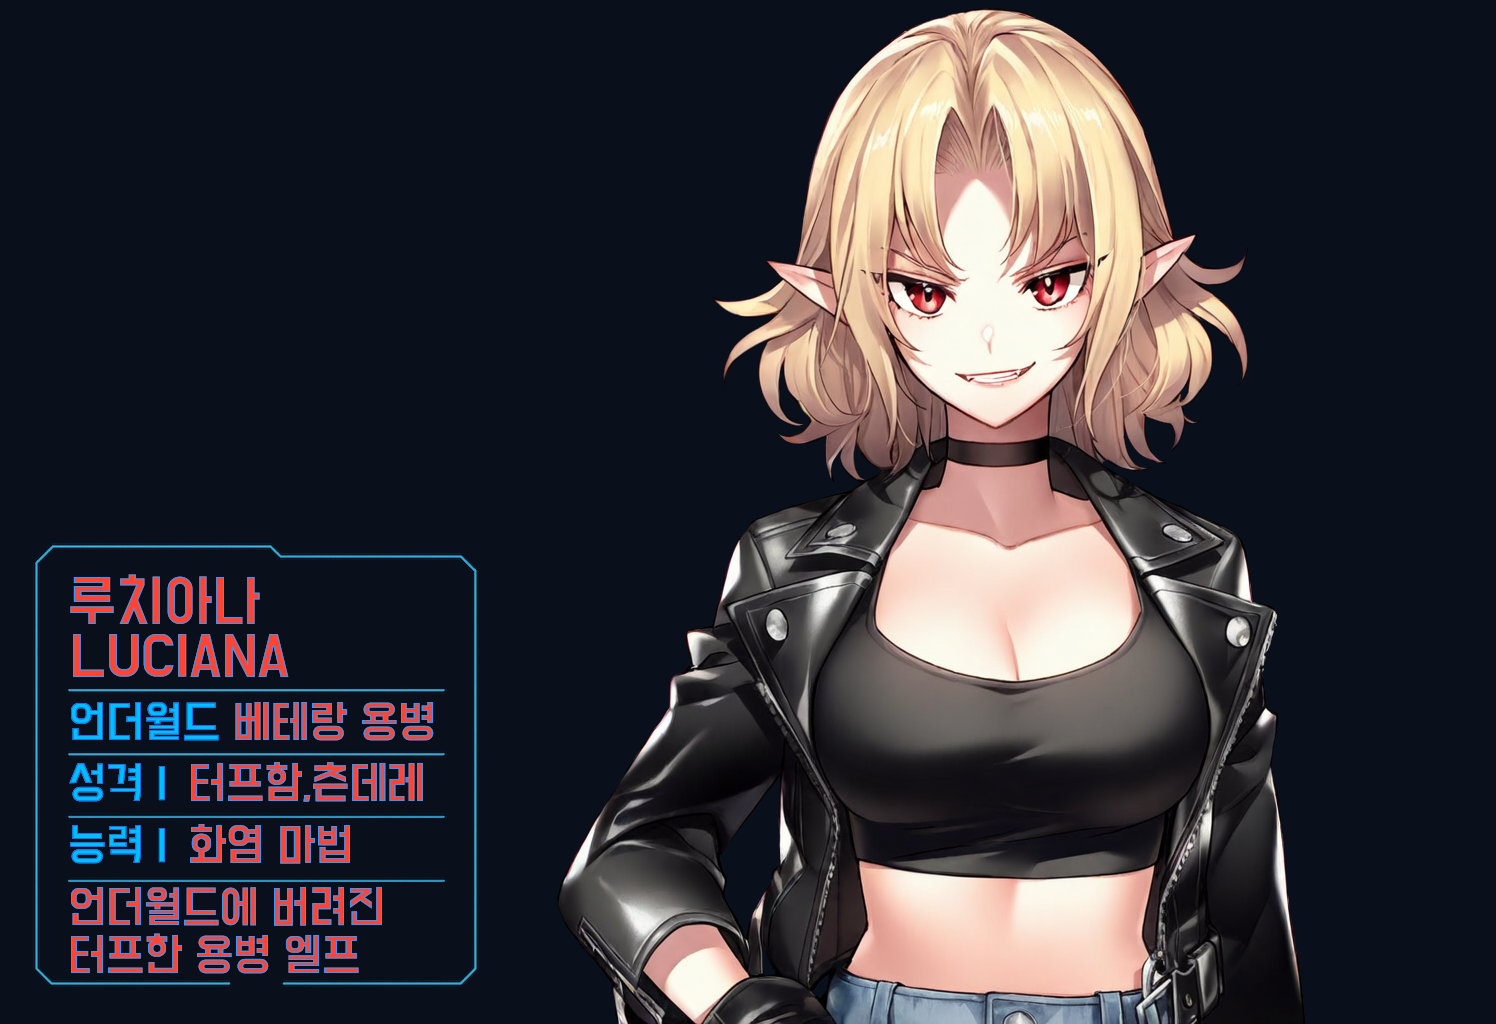 루치아나
LUCIANA
언더월드 베테랑 용병
성격 | 터프함,츤데레
능력 | 화염 마법
언더월드에 버려진
터프한 용병 엘프